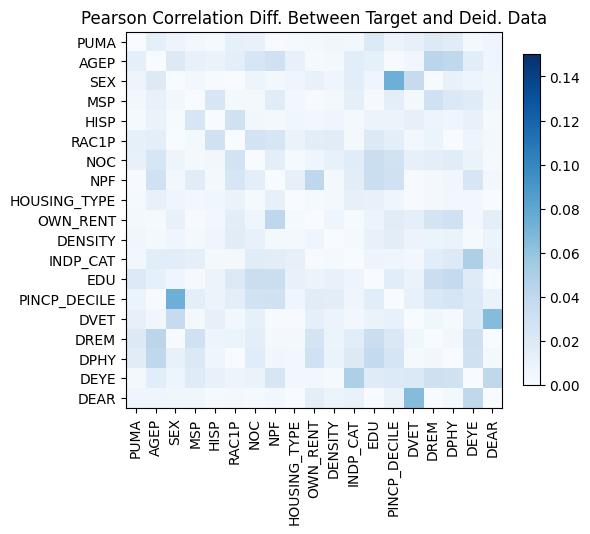 Pearson Correlation Diff. Between Target and Deid. Data
PUMA
AGEP
SEX
MSP
HISP
RAC1P
NOC
NPF
HOUSING_TYPE
OWN_RENT
DENSITY
INDP_CAT
EDU
PINCP_DECILE
DVET
DREM
DPHY
DEYE
DEAR
PUMA
AGEP
SEX
MSP
HISP
RAC1P
NOC
NPF
HOUSING_TYPE
OWN_RENT
DENSITY
INDP_CAT
EDU
PINCP_DECILE
DVET
DREM
DPHY
DEYE
DEAR
0.14
0.12
0.10
0.08
0.06
0.04
0.02
0.00